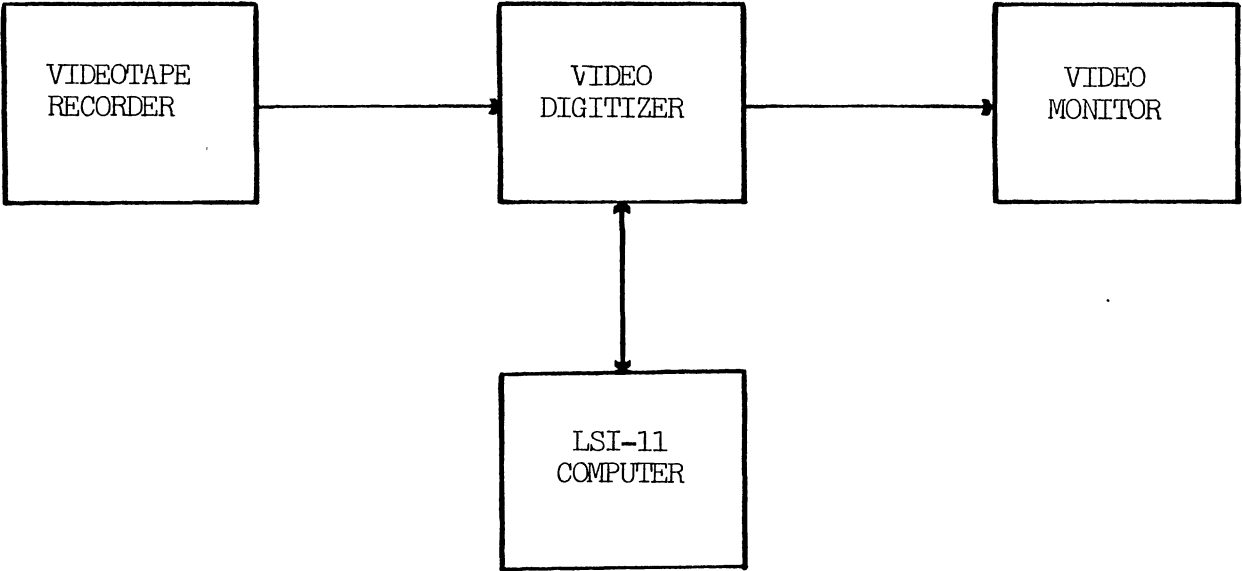 VIDEOTAPE
RECORDER
VIDEO
DIGITIZER
VIDEO
MONITOR
LSI-11
COMPUTER